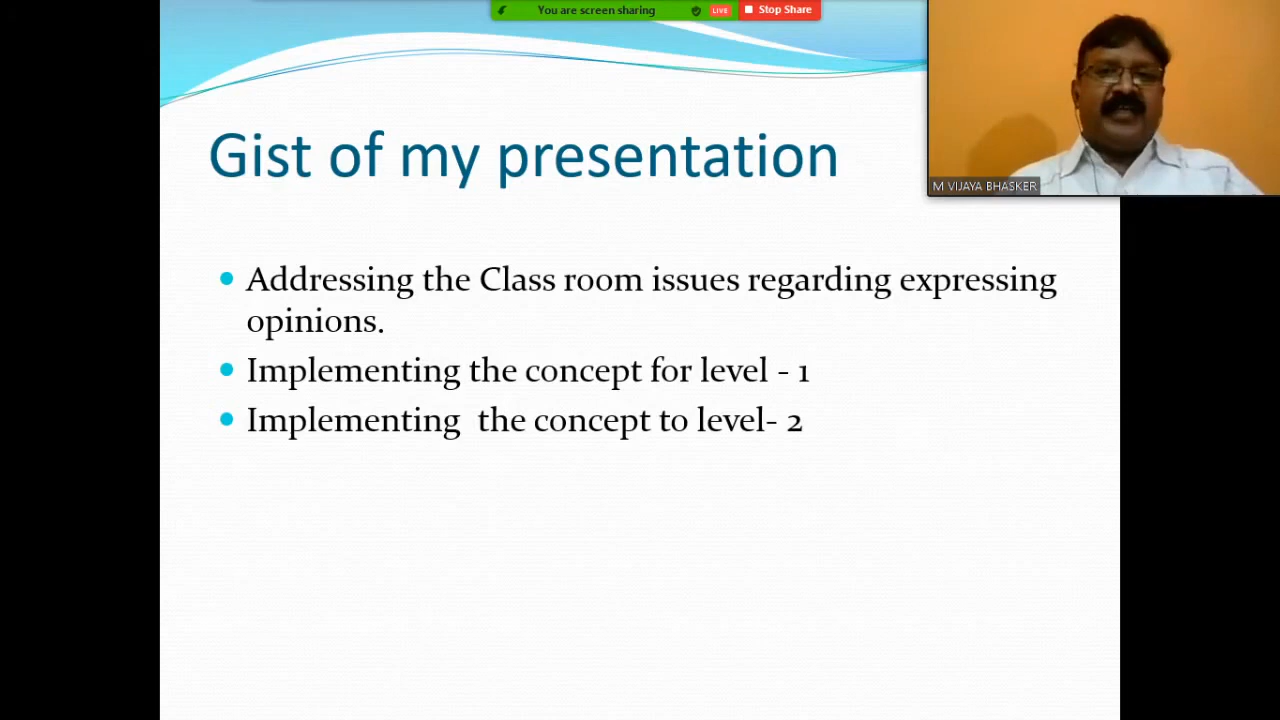 You are screen sharing LIVE Stop Share
Gist of my presentation
M VIJAYA BHASKER
• Addressing the Class room issues regarding expressing
opinions.
• Implementing the concept for level - 1
• Implementing  the concept to level- 2